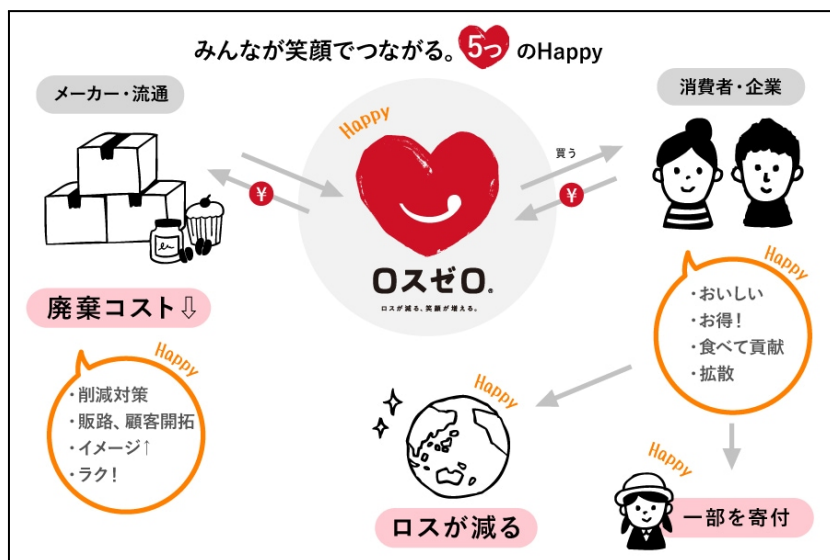 みんなが笑顔でつながる。5つのHappy
メーカー・流通
消費者・企業
Happy
買う
¥
¥
ロスゼロ®
ロスが減る、笑顔が増える。
廃棄コスト⇩
Happy
・削減対策
・販路、顧客開拓
・イメージ↑
・ラク!
Happy
・おいしい
・お得!
・食べて貢献
・拡散
Happy
ロスが減る
Happy
一部を寄付